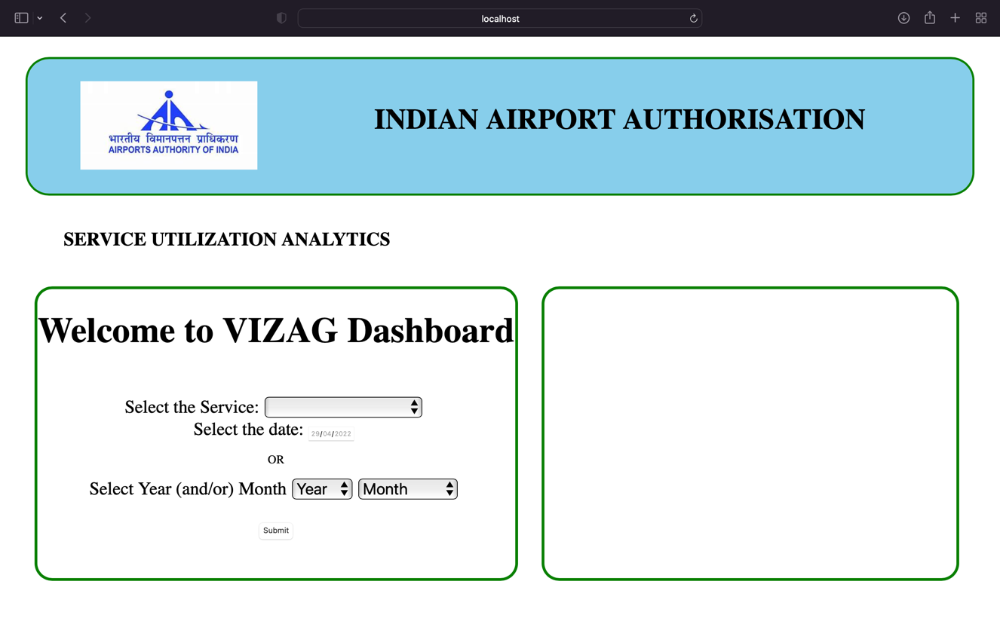 localhost
भारतीय विमानपत्तन प्राधिकरण
AIRPORTS AUTHORITY OF INDIA
INDIAN AIRPORT AUTHORISATION
SERVICE UTILIZATION ANALYTICS
Welcome to VIZAG Dashboard
Select the Service:
Select the date: 29/04/2022
OR
Select Year (and/or) Month Year Month
Submit